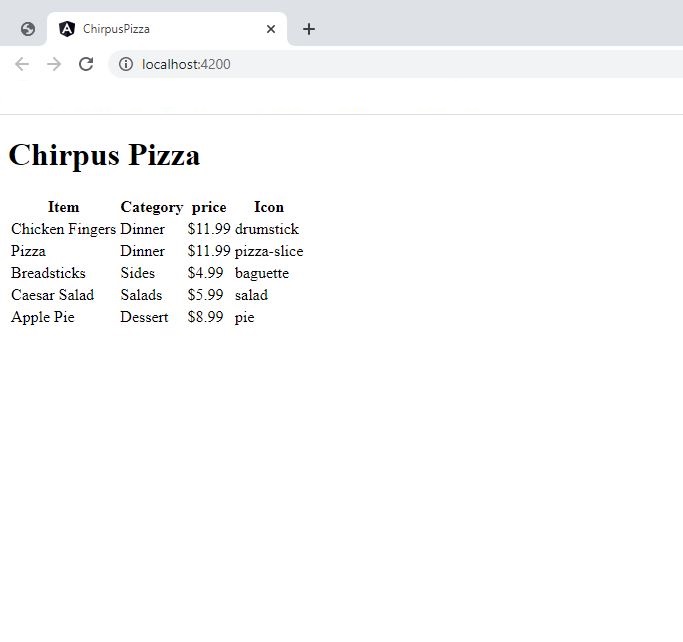 ChirpusPizza
localhost:4200
Chirpus Pizza
Item Category price Icon
Chicken Fingers Dinner $11.99 drumstick
Pizza Dinner $11.99 pizza-slice
Breadsticks Sides $4.99 baguette
Caesar Salad Salads $5.99 salad
Apple Pie Dessert $8.99 pie